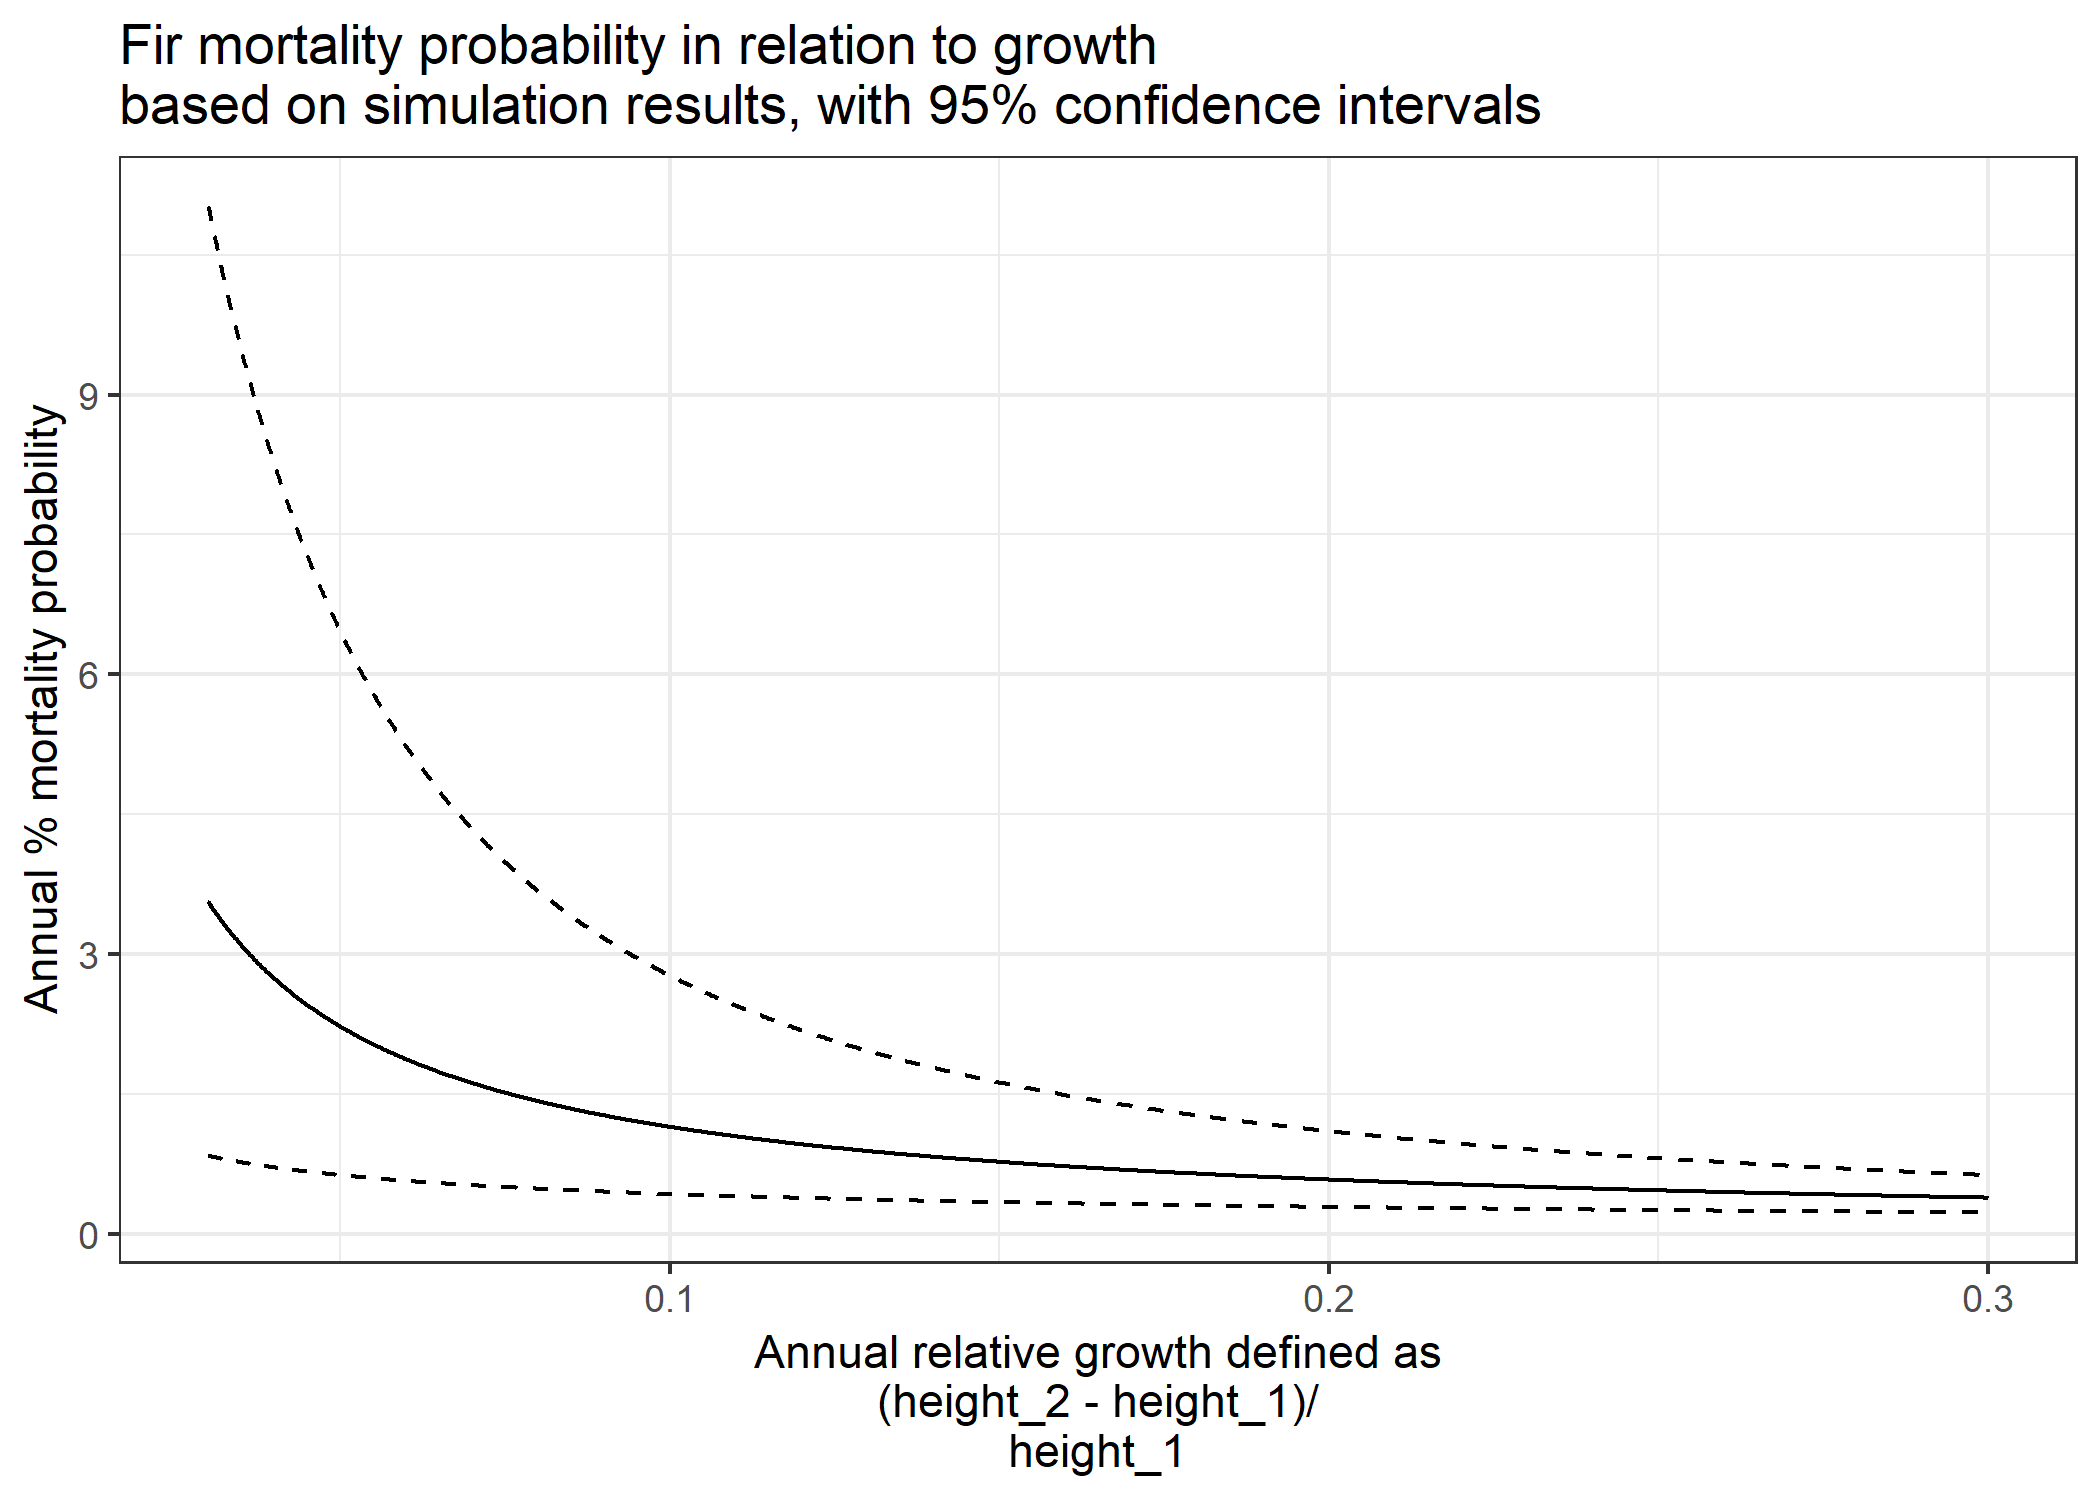 Fir mortality probability in relation to growth
based on simulation results, with 95% confidence intervals
Annual % mortality probability
9
6
3
0
0.1
0.2
0.3
Annual relative growth defined as
(height_2 - height_1)/
height_1